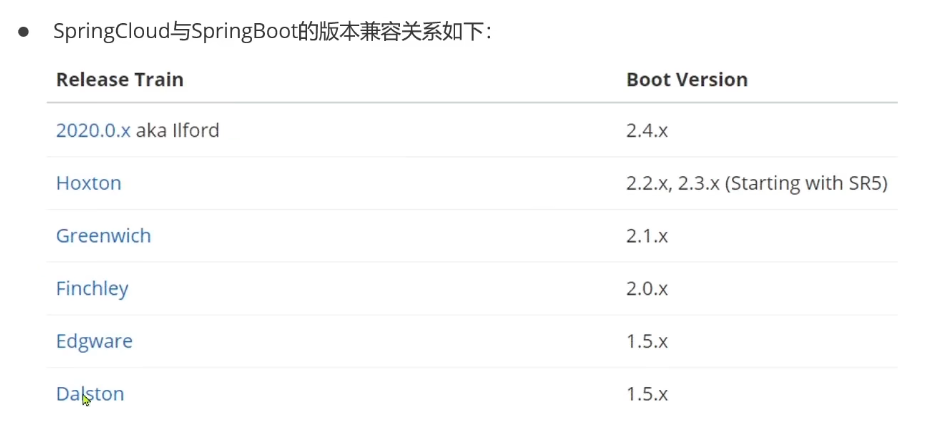 ● SpringCloud与SpringBoot的版本兼容关系如下：
Release Train Boot Version
2020.0.x aka Ilford 2.4.x
Hoxton 2.2.x, 2.3.x (Starting with SR5)
Greenwich 2.1.x
Finchley 2.0.x
Edgware 1.5.x
Dalston 1.5.x